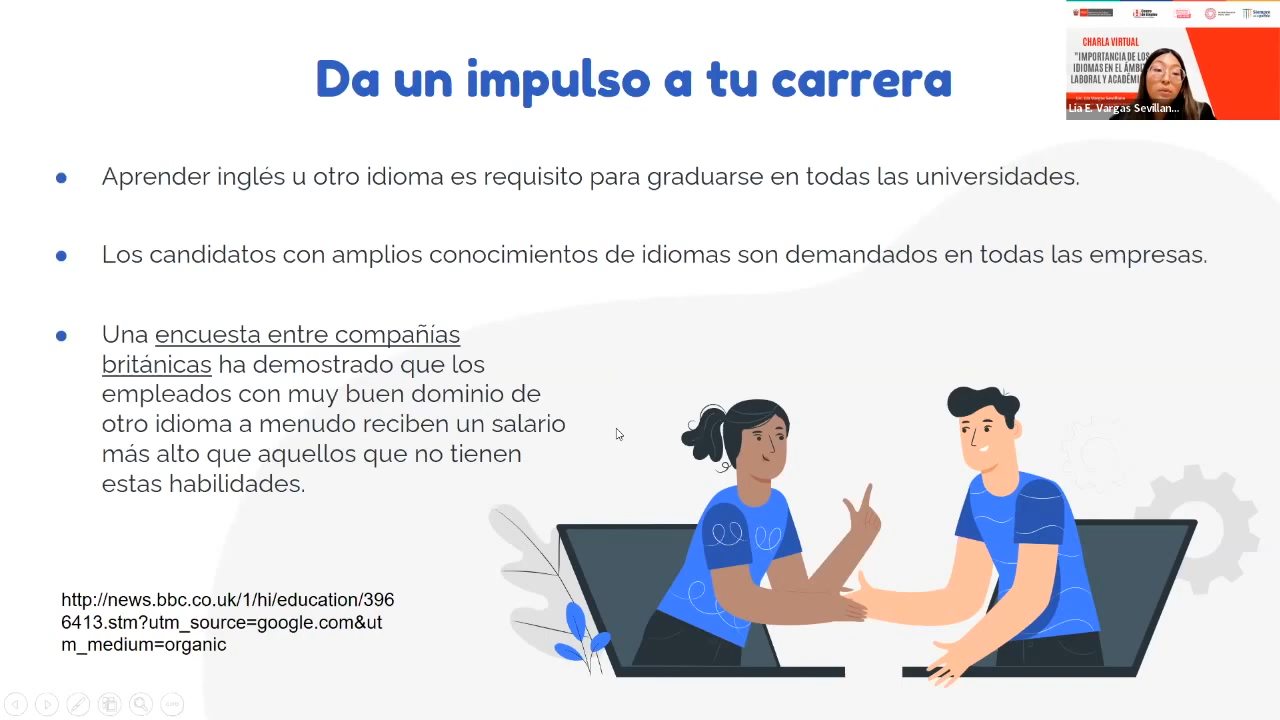 Da un impulso a tu carrera
CHARLA VIRTUAL
"IMPORTANCIA DE LOS
IDIOMAS EN EL
LABORAL Y
Lía E. Vargas Sevillan...
Aprender inglés u otro idioma es requisito para graduarse en todas las universidades.
Los candidatos con amplios conocimientos de idiomas son demandados en todas las empresas.
Una encuesta entre compañías
británicas ha demostrado que los
empleados con muy buen dominio de
otro idioma a menudo reciben un salario
más alto que aquellos que no tienen
estas habilidades.
http://news.bbc.co.uk/1/hi/education/396
6413.stm?utm_source=google.com&ut
m_medium=organic